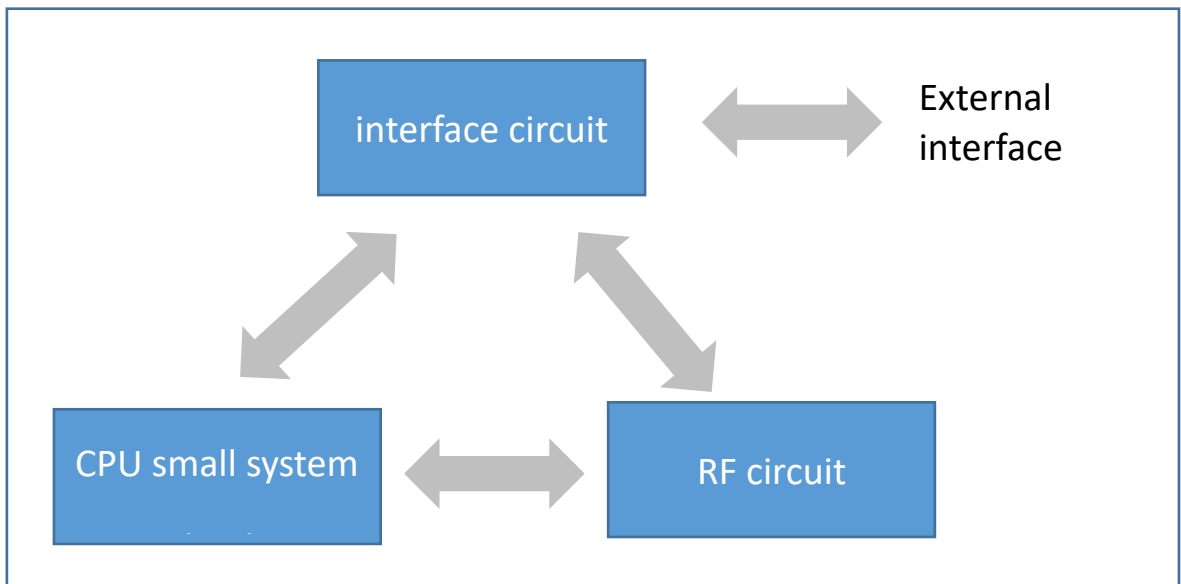 interface circuit
External
interface
CPU small system
RF circuit